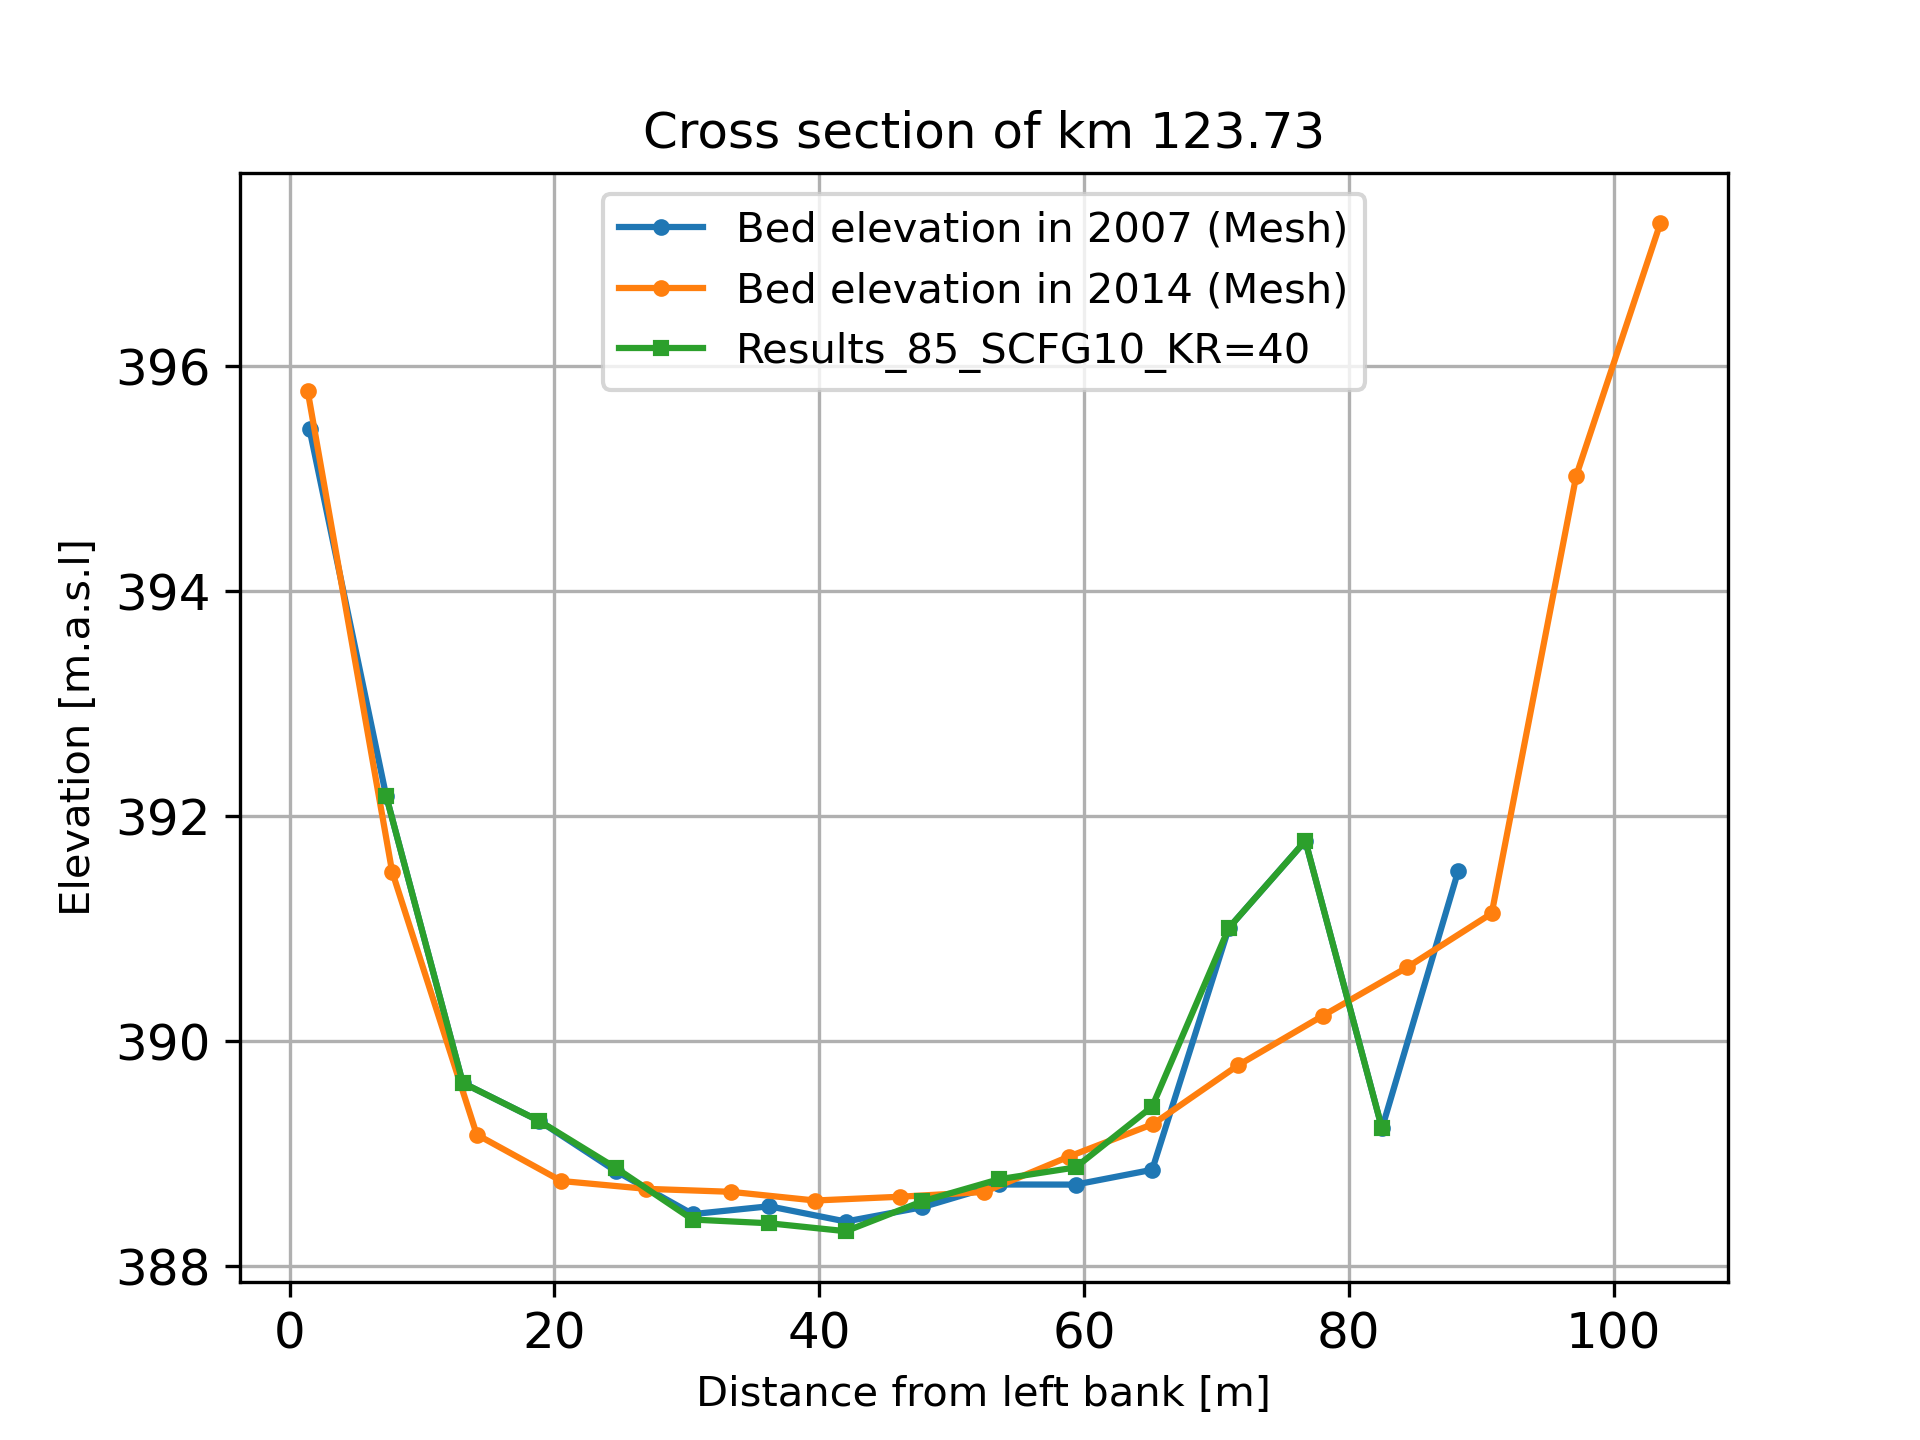 Cross section of km 123.73
Bed elevation in 2007 (Mesh)
Bed elevation in 2014 (Mesh)
Results_85_SCFG10_KR=40
Elevation [m.a.s.l]
396
394
392
390
388
0 20 40 60 80 100
Distance from left bank [m]